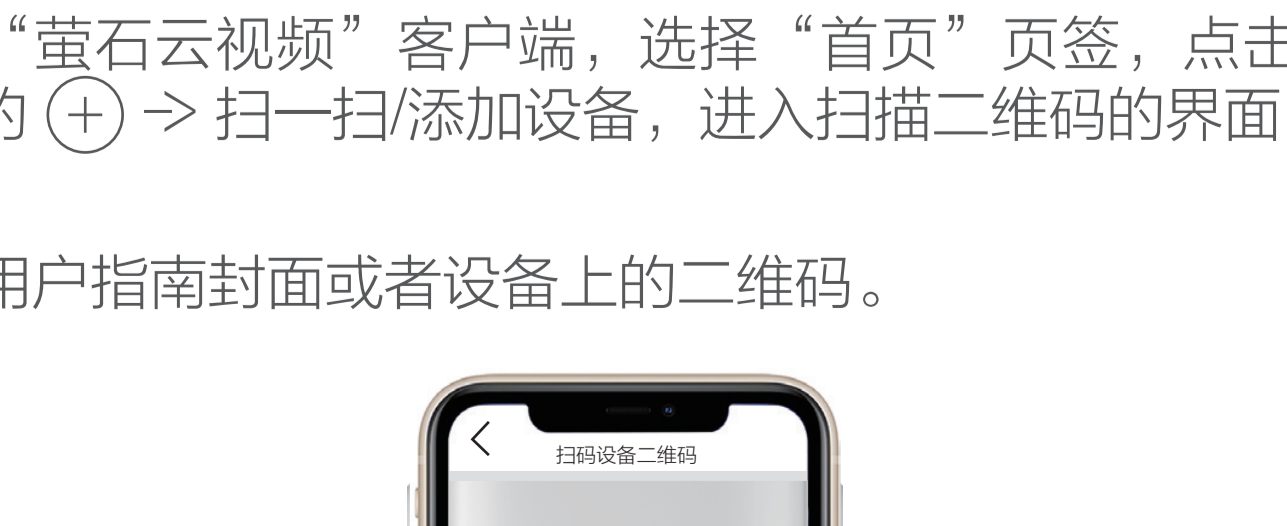 “萤石云视频”客户端，选择“首页”页签，点击
的 + -> 扫一扫/添加设备，进入扫描二维码的界面
用户指南封面或者设备上的二维码。
扫码设备二维码